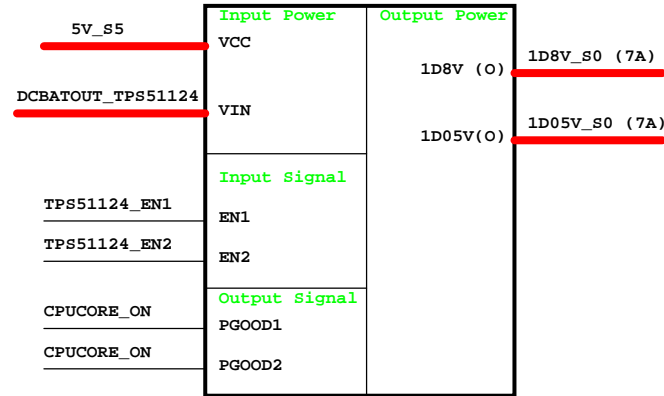 Input Power
Output Power
5V_S5
VCC
1D8V (O)
1D8V_S0 (7A)
DCBATOUT_TPS51124
VIN
1D05V(O)
1D05V_S0 (7A)
Input Signal
TPS51124_EN1
EN1
TPS51124_EN2
EN2
Output Signal
CPUCORE_ON
PGOOD1
CPUCORE_ON
PGOOD2